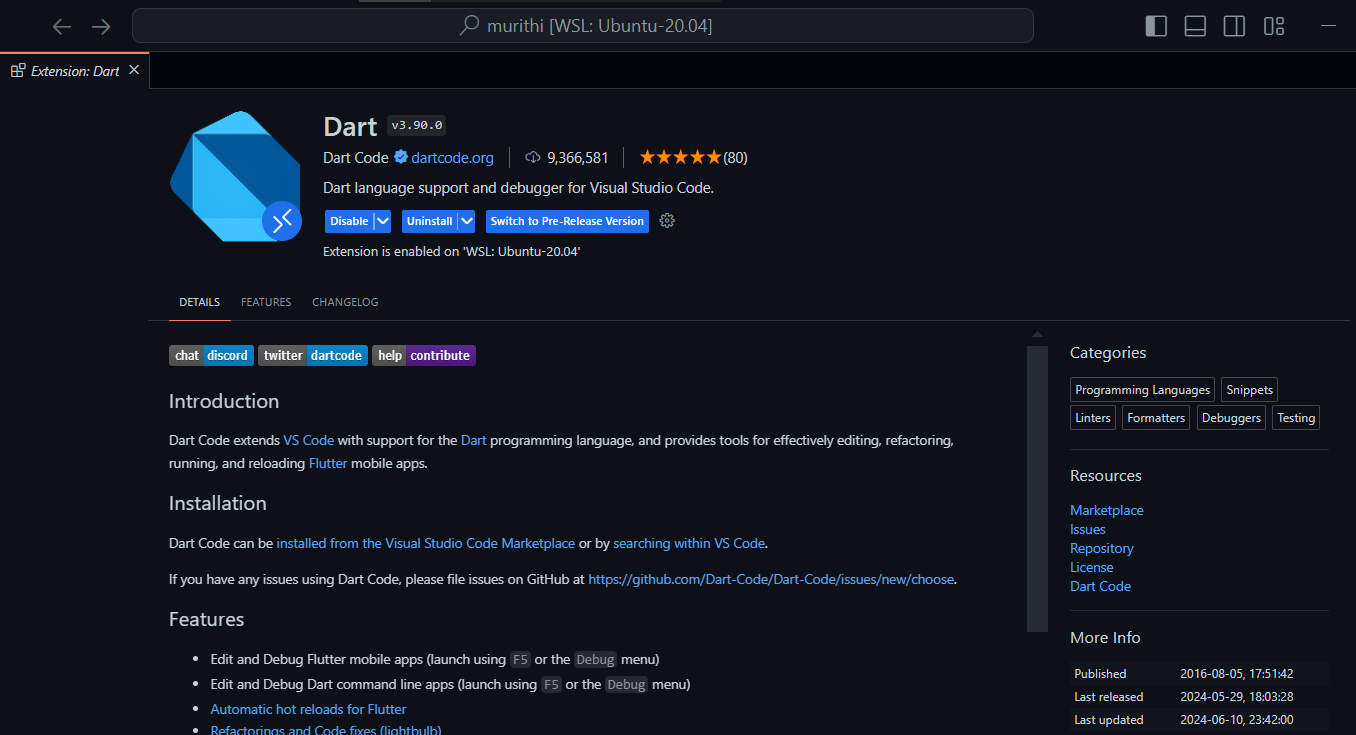 murithi [WSL: Ubuntu-20.04]
Extension: Dart
Dart v3.90.0
Dart Code dartcode.org 9,366,581 (80)
Dart language support and debugger for Visual Studio Code.
Disable Uninstall Switch to Pre-Release Version
Extension is enabled on 'WSL: Ubuntu-20.04'
DETAILS FEATURES CHANGELOG
chat discord twitter dartcode help contribute
Introduction
Dart Code extends VS Code with support for the Dart programming language, and provides tools for effectively editing, refactoring,
running, and reloading Flutter mobile apps.
Installation
Dart Code can be installed from the Visual Studio Code Marketplace or by searching within VS Code.
If you have any issues using Dart Code, please file issues on GitHub at https://github.com/Dart-Code/Dart-Code/issues/new/choose.
Features
Edit and Debug Flutter mobile apps (launch using F5 or the Debug menu)
Edit and Debug Dart command line apps (launch using F5 or the Debug menu)
Automatic hot reloads for Flutter
Refactorings and Code fixes (lightbulb)
Categories
Programming Languages Snippets
Linters Formatters Debuggers Testing
Resources
Marketplace
Issues
Repository
License
Dart Code
More Info
Published 2016-08-05, 17:51:42
Last released 2024-05-29, 18:03:28
Last updated 2024-06-10, 23:42:00